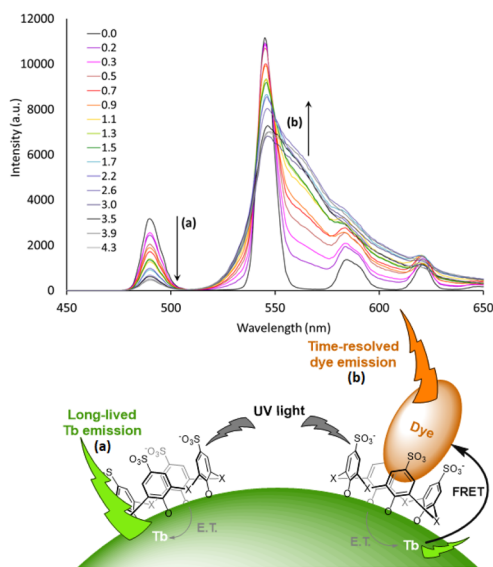 12000
10000
8000
6000
4000
2000
0
Intensity (a.u.)
0.0
0.2
0.3
0.5
0.7
0.9
1.1
1.3
1.5
1.7
2.2
2.6
3.0
3.5
3.9
4.3
(a)
(b)
450 500 550 600 650
Wavelength (nm)
Time-resolved
dye emission
(b)
Long-lived
Tb emission
(a)
UV light
Dye
-O3S
SO3-
SO3-
SO3
SO3-
-O3S
FRET
X
X
X
X
X
O
O
O
O
E.T.
Tb
E.T.
Tb